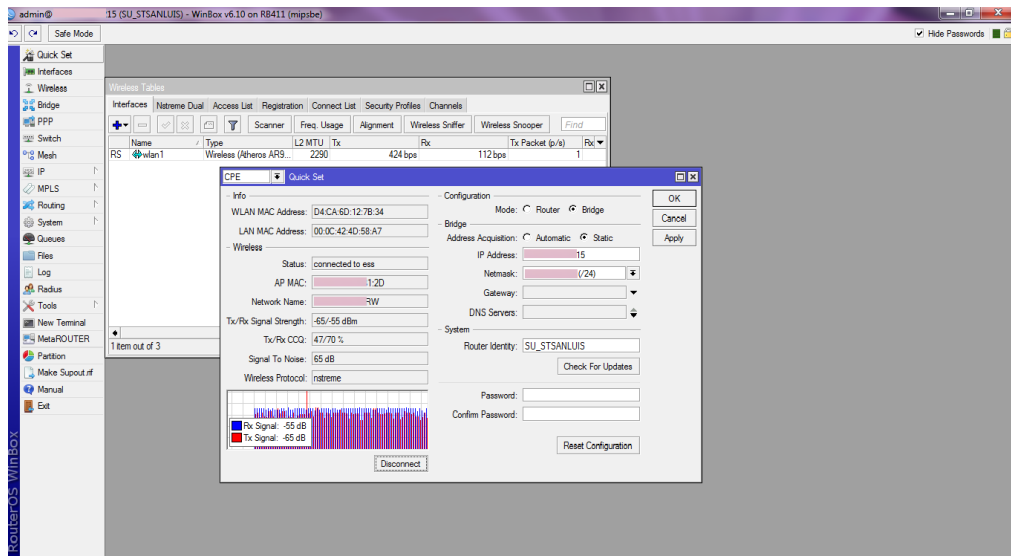 admin@ 15 (SU_STSANLUIS) - WinBox v6.10 on RB411 (mipsbe)
Safe Mode
Hide Passwords
Quick Set
Interfaces
Wireless
Bridge
PPP
Switch
Mesh
IP
MPLS
Routing
System
Queues
Files
Log
Radius
Tools
New Terminal
MetaROUTER
Partition
Make Supout.rif
Manual
Exit
RouterOS WinBox
Wireless Tables
Interfaces Nstreme Dual Access List Registration Connect List Security Profiles Channels
Scanner Freq. Usage Alignment Wireless Sniffer Wireless Snooper Find
Name / Type L2 MTU Tx Rx Tx Packet (p/s) Rx
RS wlan1 Wireless (Atheros AR9... 2290 424 bps 112 bps 1
1 item out of 3
CPE Quick Set
Info
WLAN MAC Address: D4:CA:6D:12:7B:34
LAN MAC Address: 00:0C:42:4D:58:A7
Wireless
Status: connected to ess
AP MAC: 1:2D
Network Name: RW
Tx/Rx Signal Strength: -65/-55 dBm
Tx/Rx CCQ: 47/70 %
Signal To Noise: 65 dB
Wireless Protocol: nstreme
Rx Signal: -55 dB
Tx Signal: -65 dB
Disconnect
Configuration
Mode: Router Bridge
Bridge
Address Acquisition: Automatic Static
IP Address: 15
Netmask: (/24)
Gateway:
DNS Servers:
System
Router Identity: SU_STSANLUIS
Check For Updates
Password:
Confirm Password:
Reset Configuration
OK
Cancel
Apply